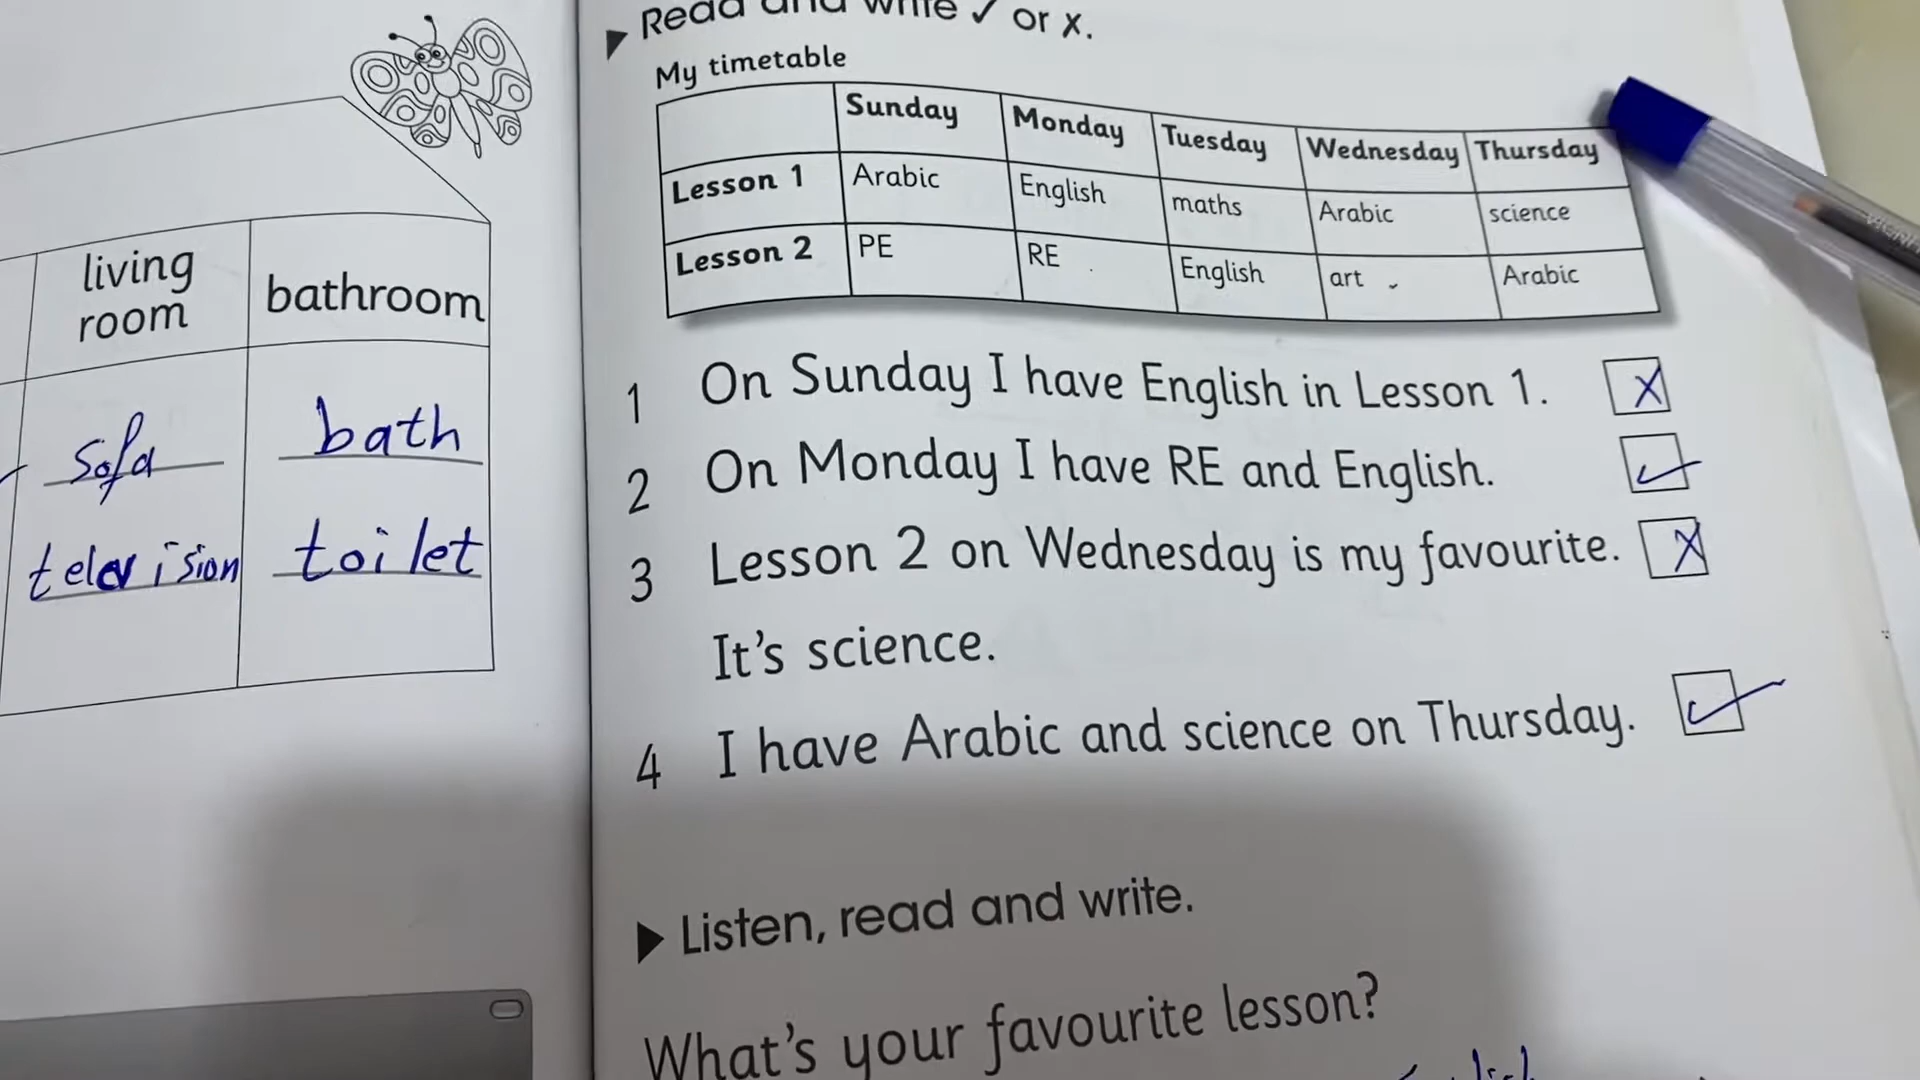 living
room
bathroom
sofa
bath
television
toilet
Read and write ✓ or x.
My timetable
Sunday Monday Tuesday Wednesday Thursday
Lesson 1 Arabic English maths Arabic science
Lesson 2 PE RE English art Arabic
1 On Sunday I have English in Lesson 1. X
2 On Monday I have RE and English. ✓
3 Lesson 2 on Wednesday is my favourite. X
It's science.
4 I have Arabic and science on Thursday. ✓
Listen, read and write.
What's your favourite lesson?